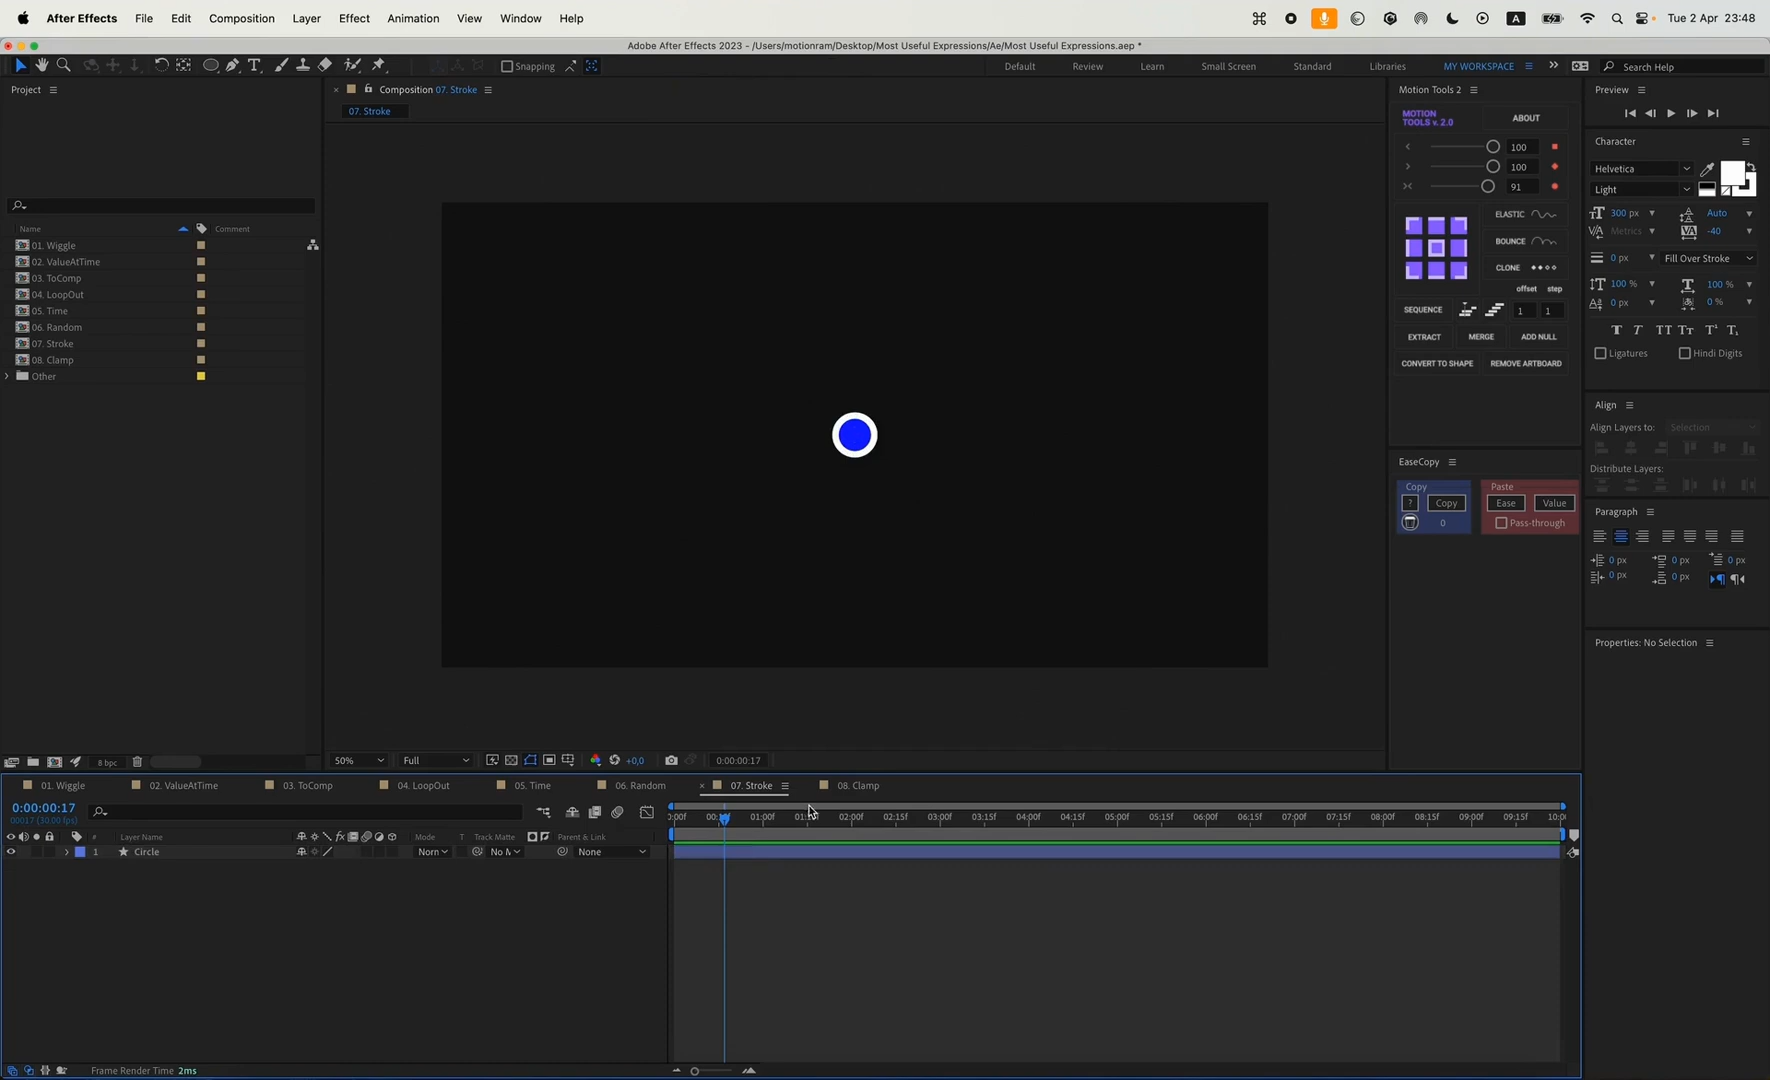 After Effects File Edit Composition Layer Effect Animation View Window Help A Tue 2 Apr 23:48
Adobe After Effects 2023 - /Users/motionram/Desktop/Most Useful Expressions/Ae/Most Useful Expressions.aep *
Snapping Default Review Learn Small Screen Standard Libraries MY WORKSPACE Search Help
Project
Composition 07. Stroke
07. Stroke
Name Comment
01. Wiggle
02. ValueAtTime
03. ToComp
04. LoopOut
05. Time
06. Random
07. Stroke
08. Clamp
Other
8 bpc
50% Full +0,0 0:00:00:17
Motion Tools 2
MOTION TOOLS v. 2.0 ABOUT
100
100
91
ELASTIC
BOUNCE
CLONE
offset step
SEQUENCE 1 1
EXTRACT MERGE ADD NULL
CONVERT TO SHAPE REMOVE ARTBOARD
EaseCopy
Copy Paste
? Copy Ease Value
0 Pass-through
Preview
Character
Helvetica
Light
300 px Auto
Metrics -40
0 px Fill Over Stroke
100 % 100 %
0 px 0 %
T T TT Tт T¹ T₁
Ligatures Hindi Digits
Align
Align Layers to: Selection
Distribute Layers:
Paragraph
0 px 0 px 0 px
0 px 0 px
Properties: No Selection
01. Wiggle 02. ValueAtTime 03. ToComp 04. LoopOut 05. Time 06. Random 07. Stroke 08. Clamp
0:00:00:17
00017 (30.00 fps)
01:00f 02:00f 02:15f 03:00f 03:15f 04:00f 04:15f 05:00f 05:15f 06:00f 06:15f 07:00f 07:15f 08:00f 08:15f 09:00f 09:15f 10:0
# Layer Name Mode T Track Matte Parent & Link
1 Circle Norn No M None
Frame Render Time 2ms